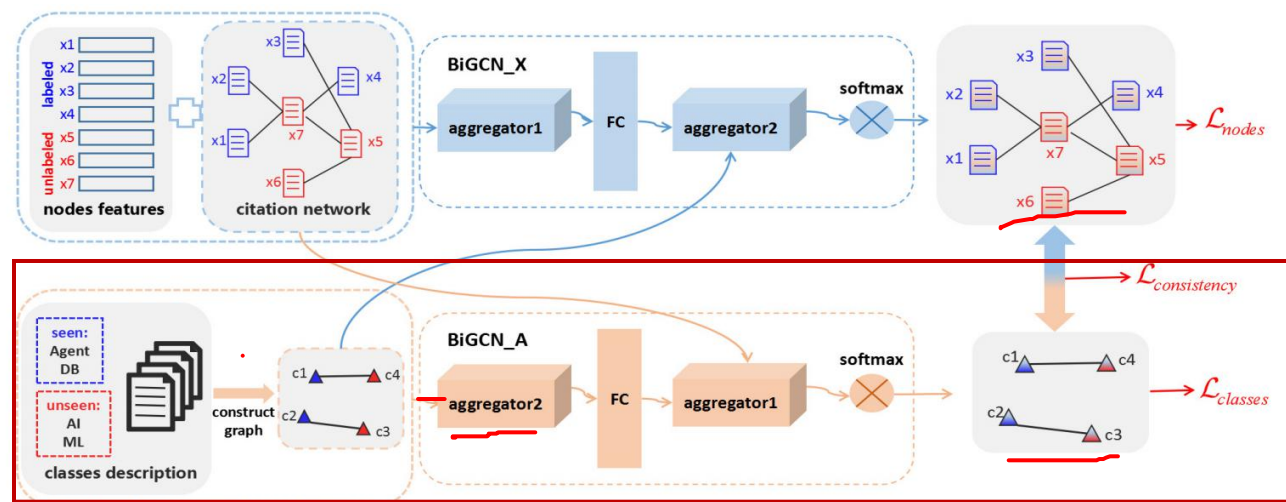 x1
x2
x3
x4
x5
x6
x7
labeled
unlabeled
nodes features
x3
x2
x4
x1
x7
x5
x6
citation network
BiGCN_X
aggregator1
FC
aggregator2
softmax
x3
x2
x4
x1
x7
x5
x6
ℒnodes
ℒconsistency
seen:
Agent
DB
unseen:
AI
ML
classes description
construct
graph
c1
c4
c2
c3
BiGCN_A
aggregator2
FC
aggregator1
softmax
c1
c4
c2
c3
ℒclasses